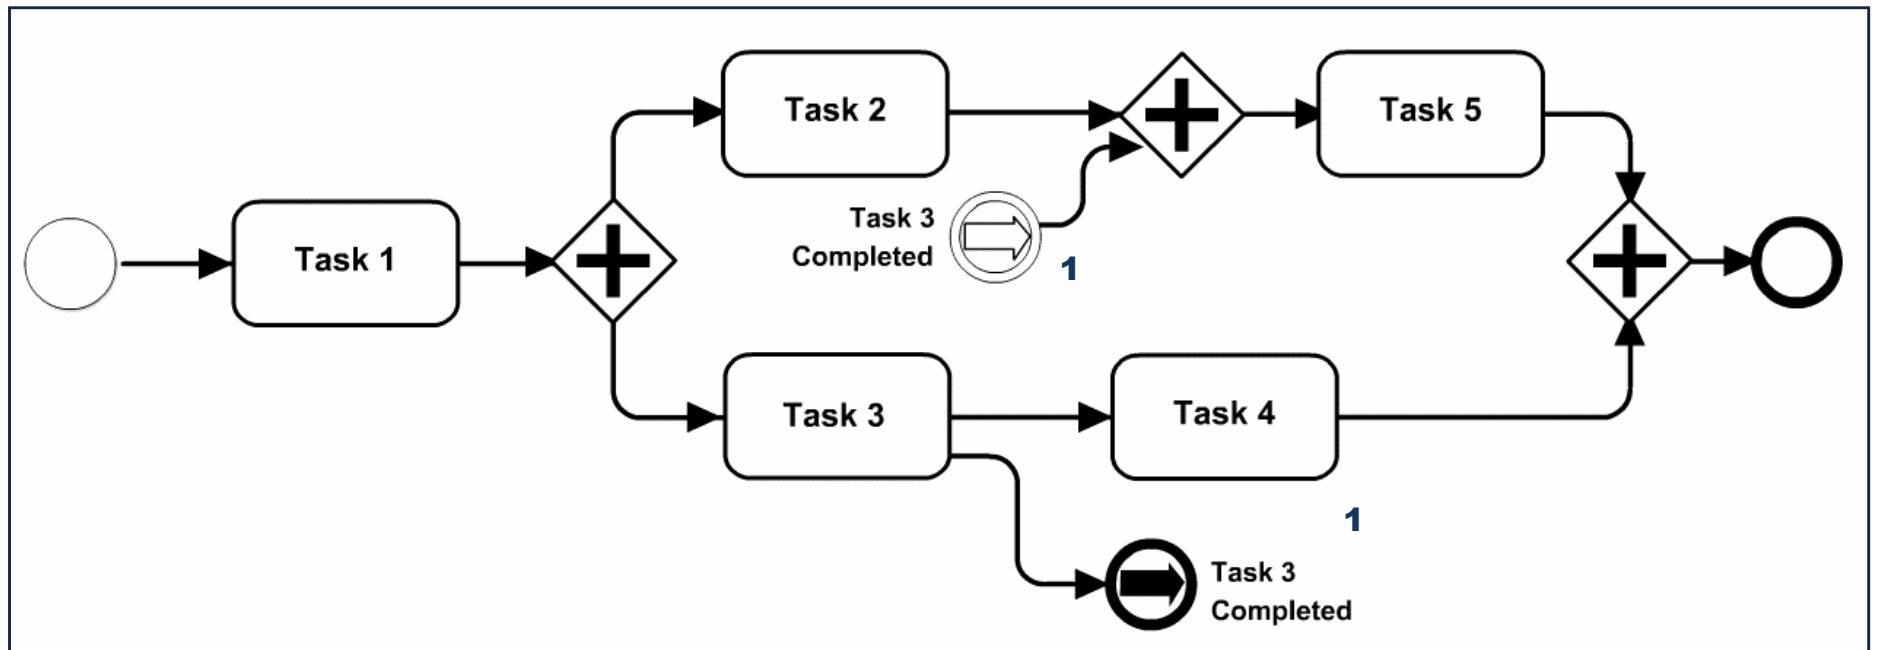 Task 2
Task 5
Task 3
Completed
1
Task 1
Task 3
Task 4
1
Task 3
Completed